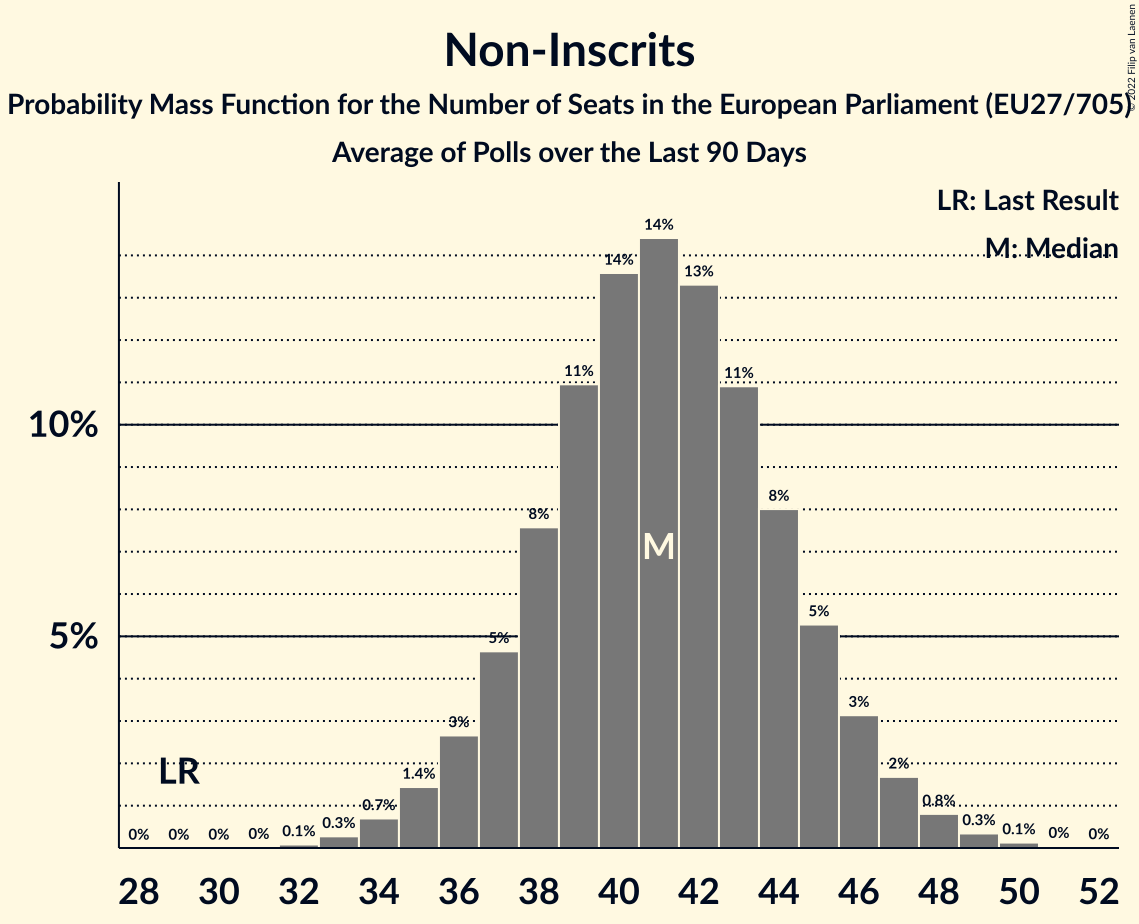 Non-Inscrits
Probability Mass Function for the Number of Seats in the European Parliament (EU27/705)
Average of Polls over the Last 90 Days
© 2022 Filip van Laenen
LR: Last Result
M: Median
14%
14%
13%
11%
11%
10%
8%
8%
M
5%
5%
5%
3%
3%
LR
2%
1.4%
0.8%
0.7%
0.3%
0.3%
0% 0% 0% 0% 0.1% 0.1% 0% 0%
28 30 32 34 36 38 40 42 44 46 48 50 52